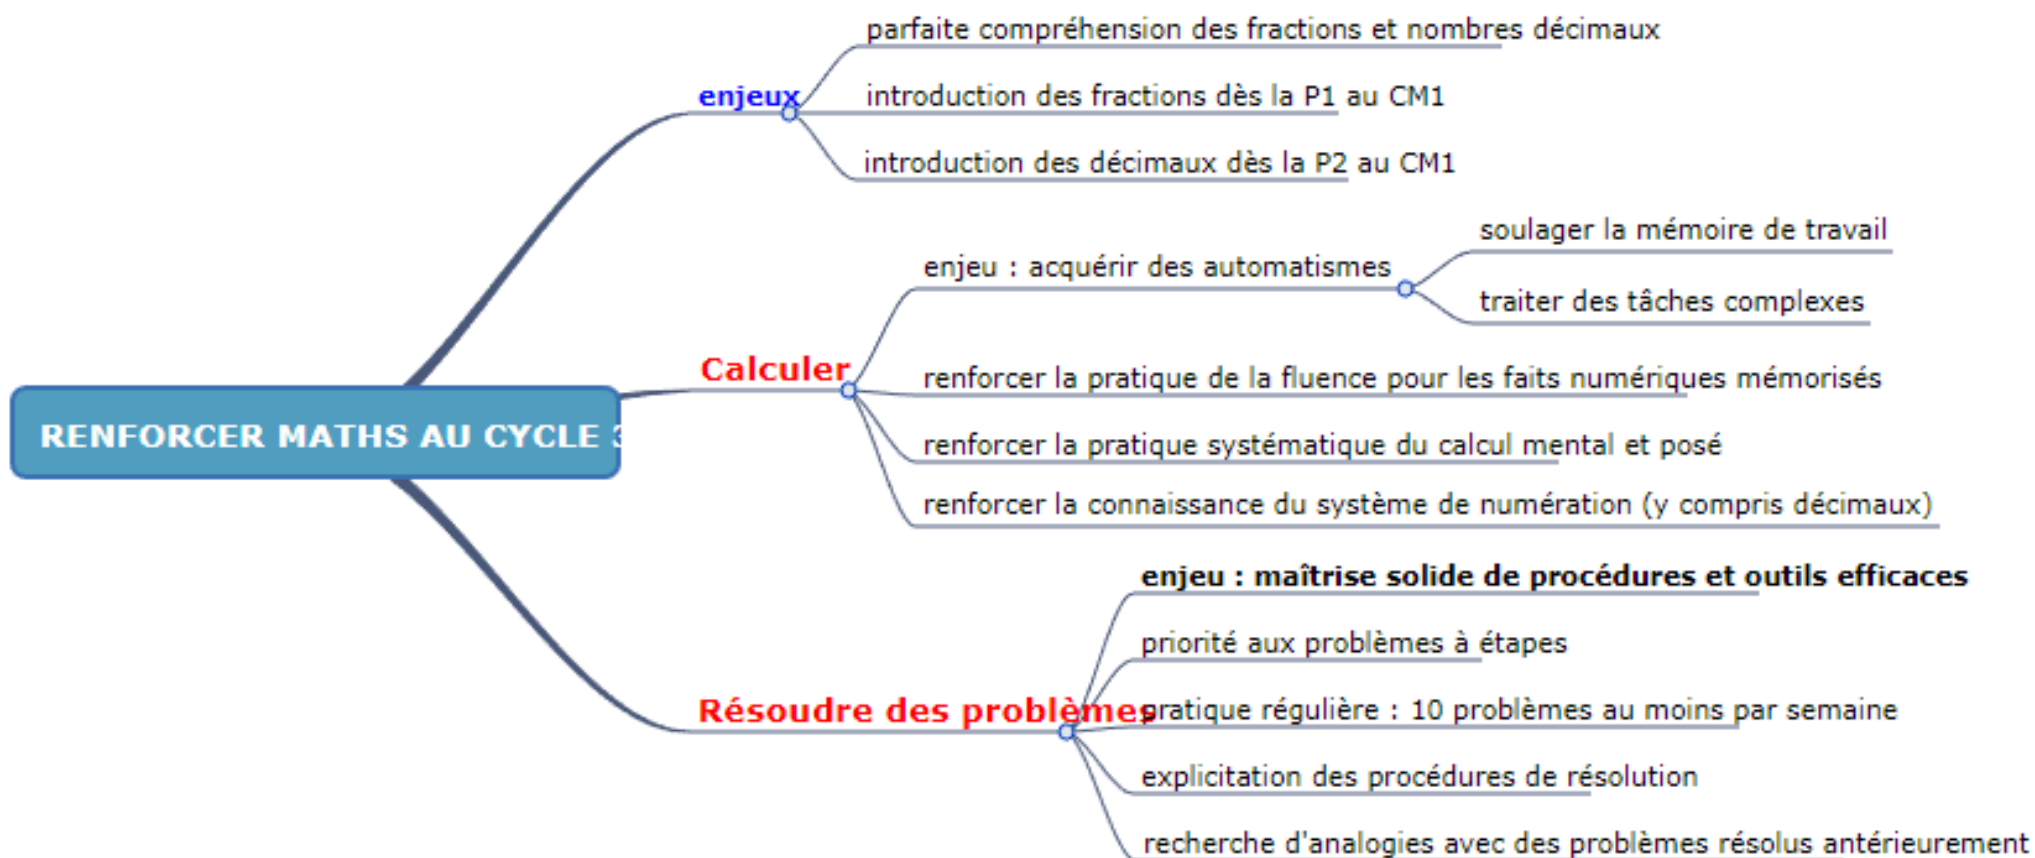 parfaite compréhension des fractions et nombres décimaux
enjeux
introduction des fractions dès la P1 au CM1
introduction des décimaux dès la P2 au CM1
soulager la mémoire de travail
enjeu : acquérir des automatismes
traiter des tâches complexes
Calculer
renforcer la pratique de la fluence pour les faits numériques mémorisés
RENFORCER MATHS AU CYCLE 3
renforcer la pratique systématique du calcul mental et posé
renforcer la connaissance du système de numération (y compris décimaux)
enjeu : maîtrise solide de procédures et outils efficaces
priorité aux problèmes à étapes
Résoudre des problèmes
pratique régulière : 10 problèmes au moins par semaine
explicitation des procédures de résolution
recherche d'analogies avec des problèmes résolus antérieurement